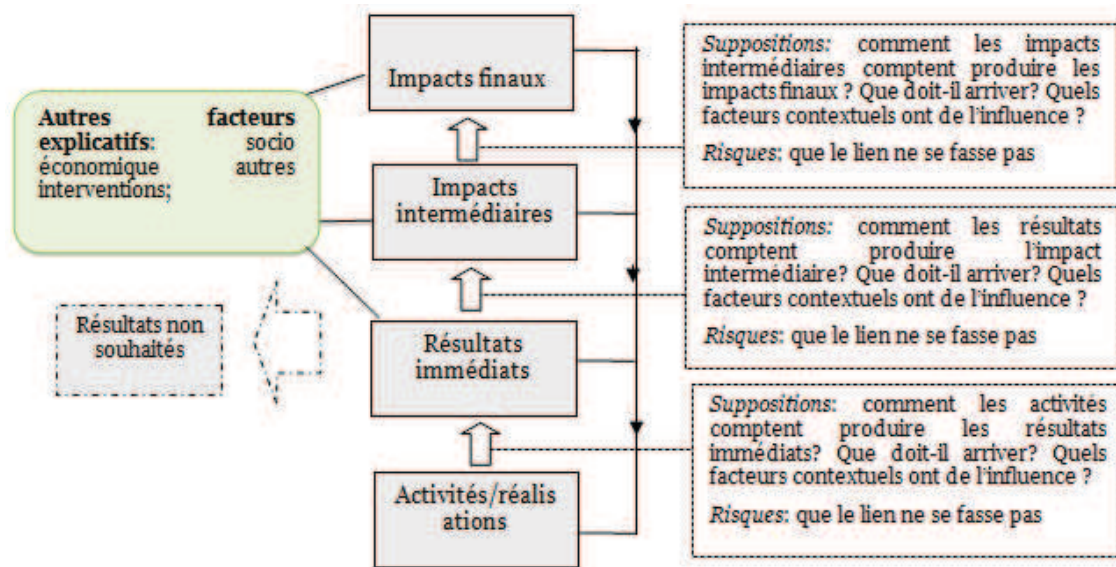 Impacts finaux
Autres facteurs
explicatifs: socio
économique autres
interventions;
Impacts
intermédiaires
Résultats non
souhaités
Résultats
immédiats
Activités/réalis
ations
Suppositions: comment les impacts
intermédiaires comptent produire les
impacts finaux ? Que doit-il arriver? Quels
facteurs contextuels ont de l'influence ?
Risques: que le lien ne se fasse pas
Suppositions: comment les résultats
comptent produire l'impact
intermédiaire? Que doit-il arriver? Quels
facteurs contextuels ont de l'influence ?
Risques: que le lien ne se fasse pas
Suppositions: comment les activités
comptent produire les résultats
immédiats? Que doit-il arriver? Quels
facteurs contextuels ont de l'influence ?
Risques: que le lien ne se fasse pas